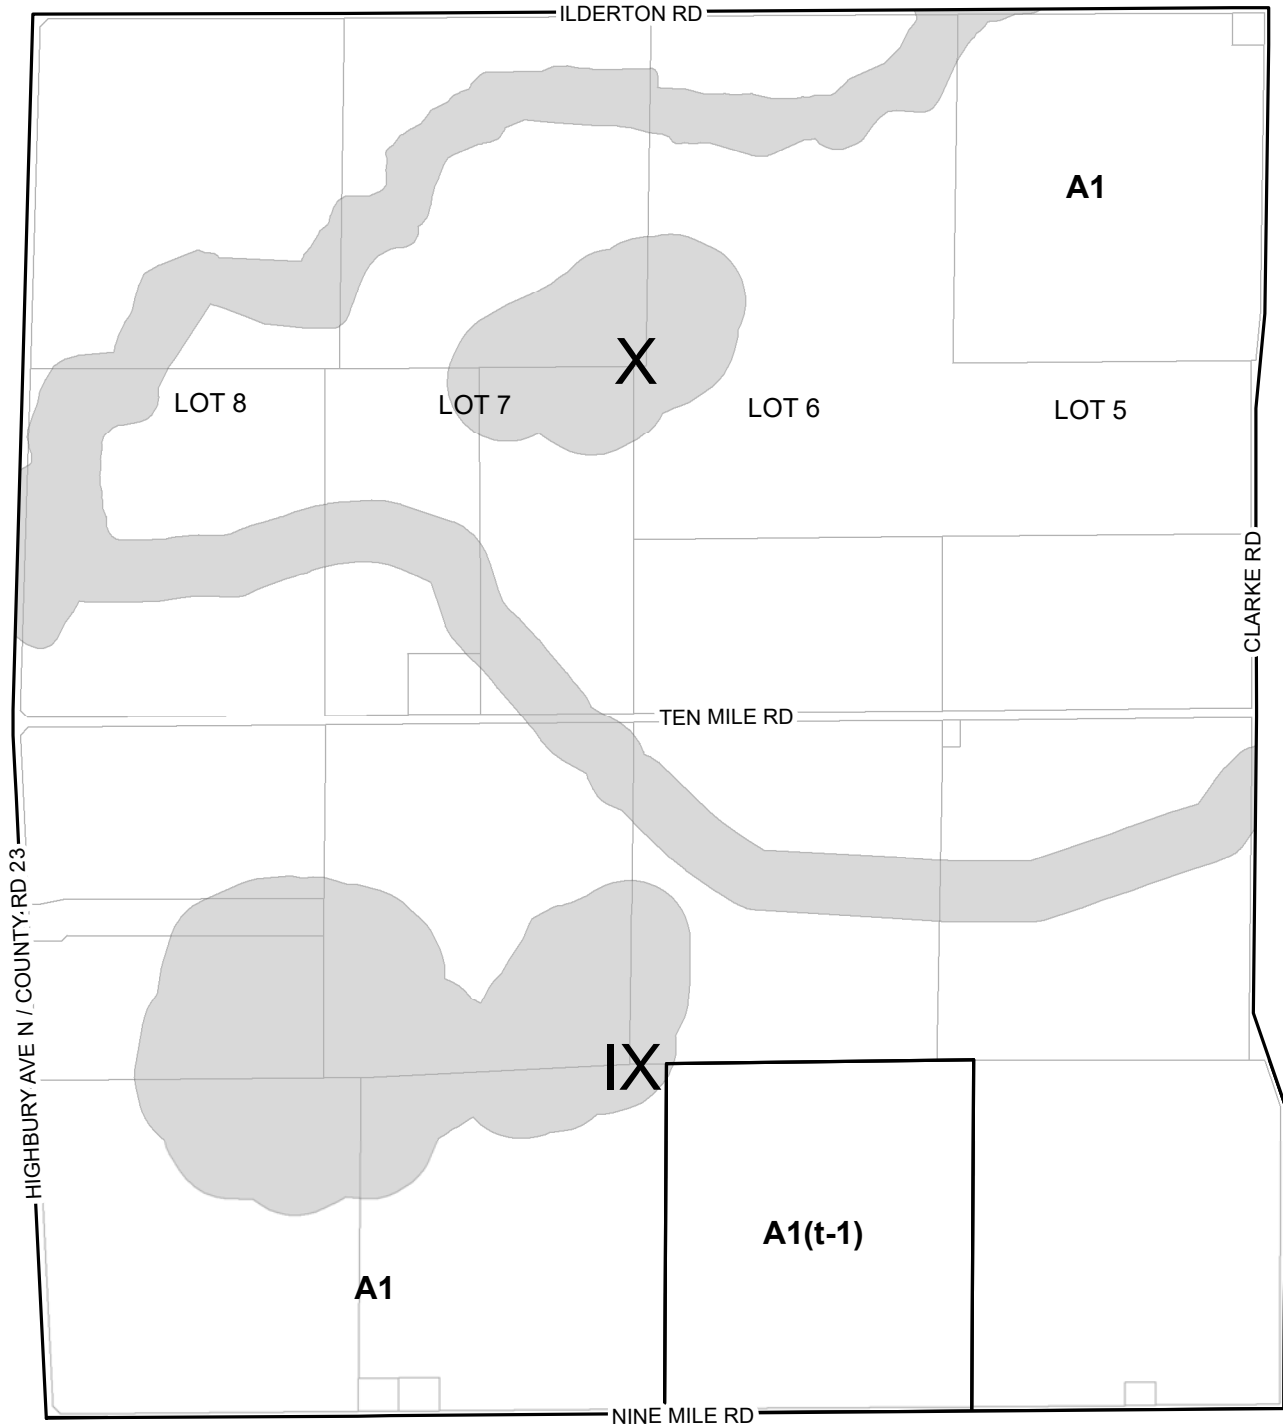 ILDERTON RD
A1
X
LOT 8
LOT 7
LOT 6
LOT 5
CLARKE RD
TEN MILE RD
HIGHBURY AVE N / COUNTY RD 23
IX
A1(t-1)
A1
NINE MILE RD